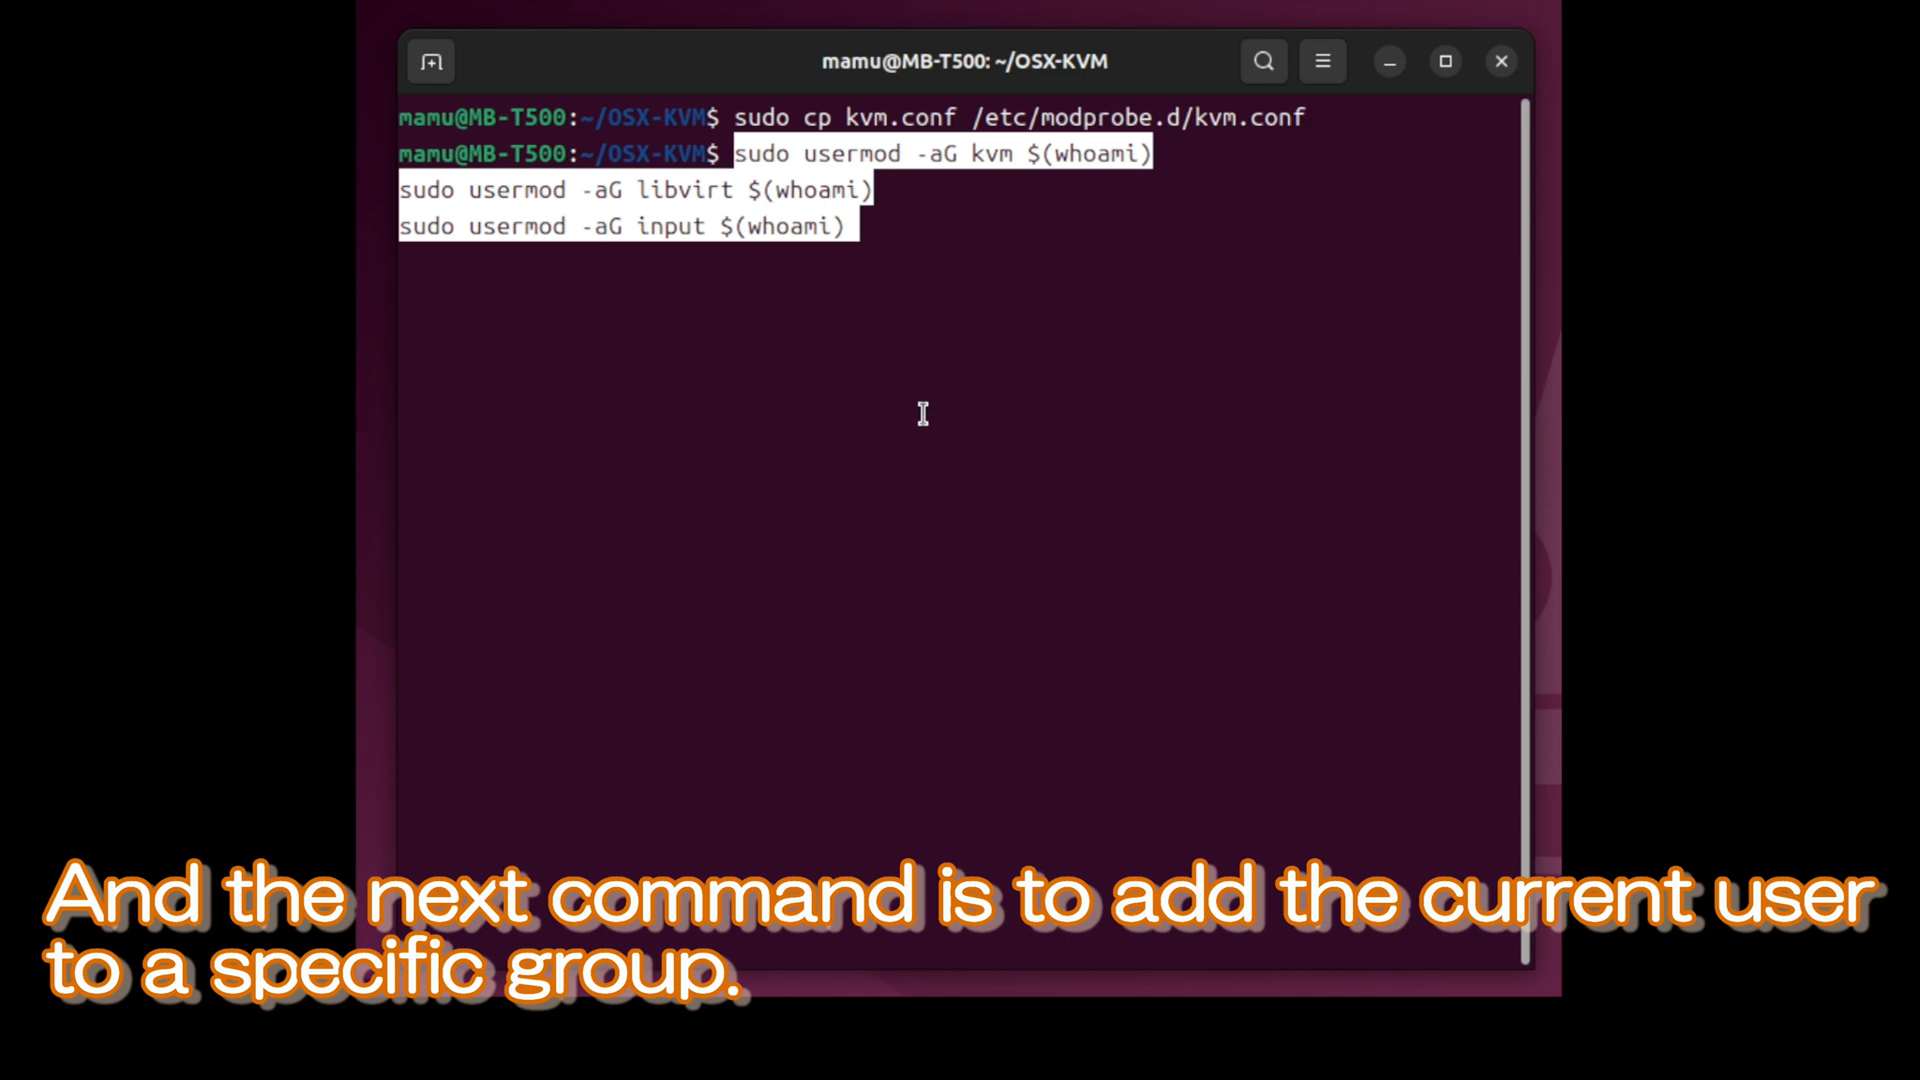 mamu@MB-T500: ~/OSX-KVM
mamu@MB-T500:~/OSX-KVM$ sudo cp kvm.conf /etc/modprobe.d/kvm.conf
mamu@MB-T500:~/OSX-KVM$ sudo usermod -aG kvm $(whoami)
sudo usermod -aG libvirt $(whoami)
sudo usermod -aG input $(whoami)
And the next command is to add the current user
to a specific group.